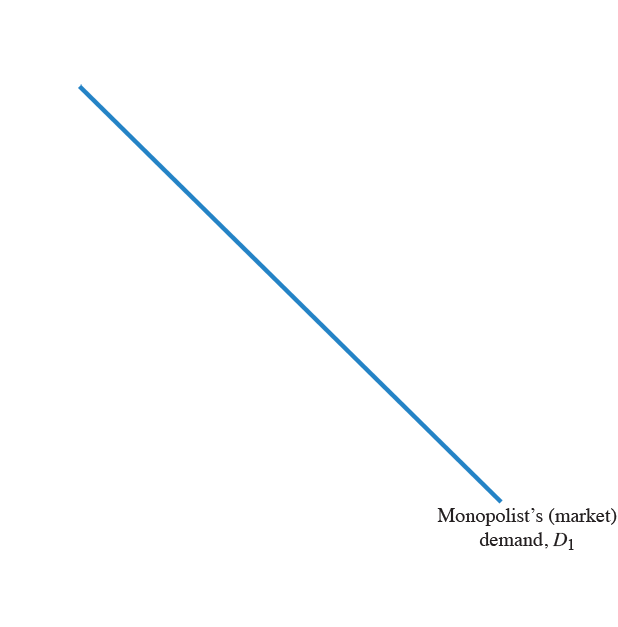 Monopolist’s (market)
demand, D1